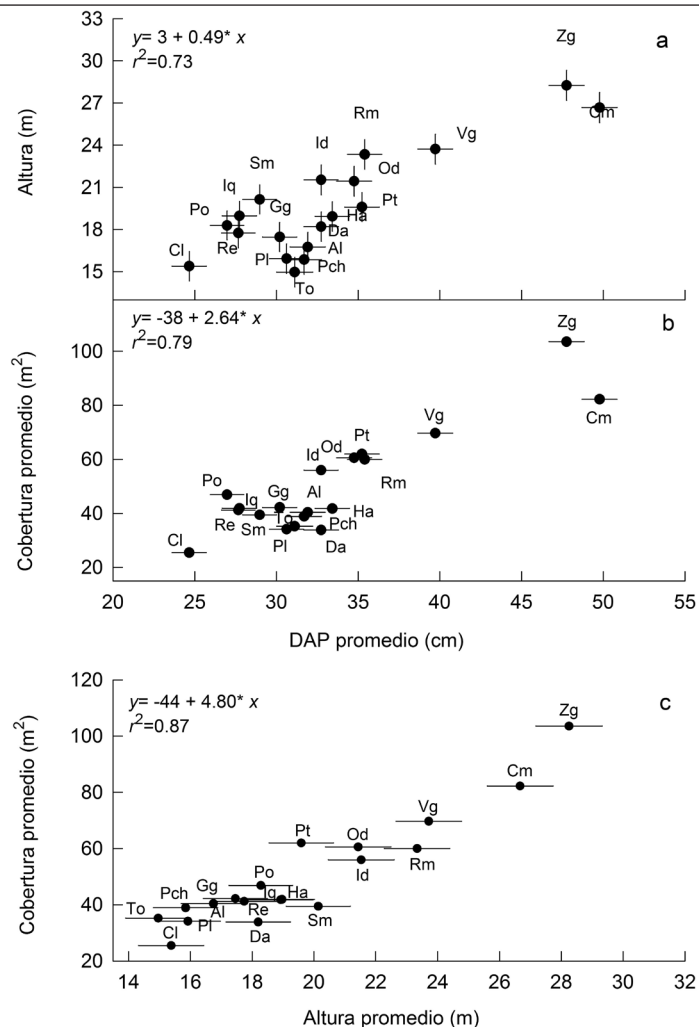 y= 3 + 0.49* x
r²=0.73
a
33
30
27
24
21
18
15
Altura (m)
Zg
Cm
Rm
Vg
Id
Od
Sm
Iq
Gg
Pt
Ha
Po
Da
Re
Al
Cl
Pl
Pch
To
y= -38 + 2.64* x
r²=0.79
b
100
80
60
40
20
Cobertura promedio (m²)
Zg
Cm
Vg
Pt
Od
Id
Rm
Po
Iq
Gg
Al
Ha
Re
Sm
To
Pch
Cl
Pl
Da
20 25 30 35 40 45 50 55
DAP promedio (cm)
y= -44 + 4.80* x
r²=0.87
c
120
100
80
60
40
20
Cobertura promedio (m²)
Zg
Cm
Vg
Pt
Od
Rm
Id
Po
Gg
Iq
Ha
Pch
To
Al
Re
Sm
Pl
Cl
Da
14 16 18 20 22 24 26 28 30 32
Altura promedio (m)